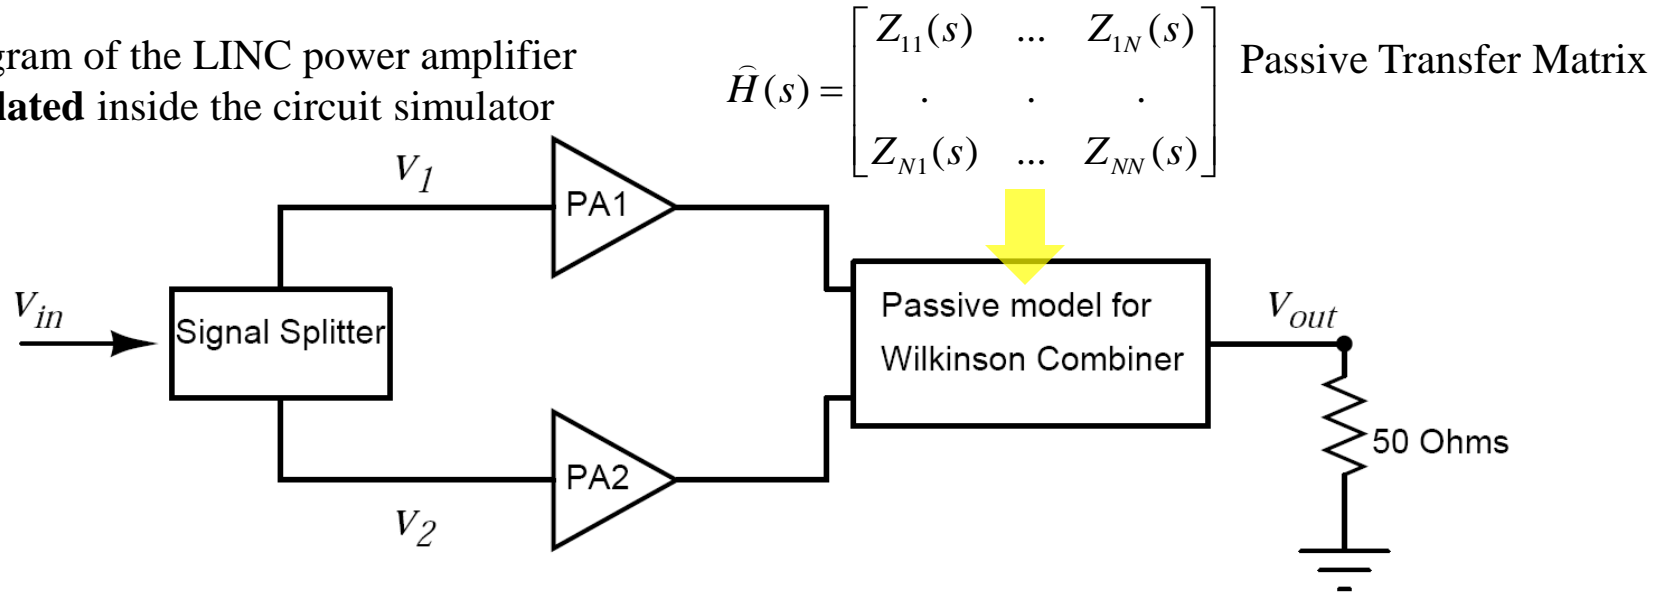 gram of the LINC power amplifier
lated inside the circuit simulator
Ĥ(s) = [ Z11(s) ... Z1N(s)
. . .
ZN1(s) ... ZNN(s) ]
Passive Transfer Matrix
V1
PA1
Vin
Signal Splitter
Passive model for
Wilkinson Combiner
Vout
50 Ohms
PA2
V2